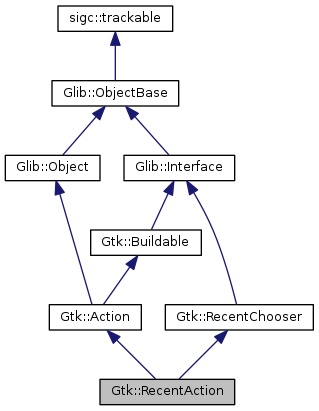 sigc::trackable
Glib::ObjectBase
Glib::Object
Glib::Interface
Gtk::Buildable
Gtk::Action
Gtk::RecentChooser
Gtk::RecentAction